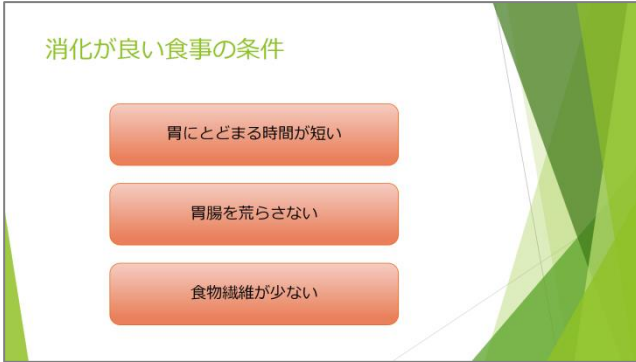 消化が良い食事の条件
胃にとどまる時間が短い
胃腸を荒らさない
食物繊維が少ない